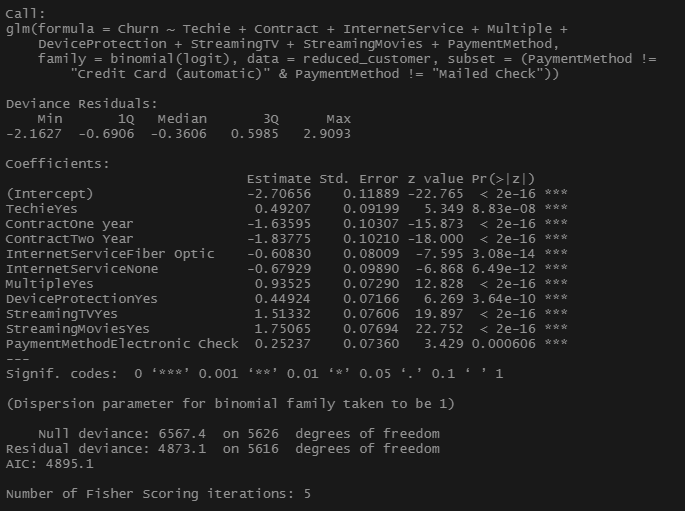 Call:
glm(formula = Churn ~ Techie + Contract + InternetService + Multiple +
    DeviceProtection + StreamingTV + StreamingMovies + PaymentMethod,
    family = binomial(logit), data = reduced_customer, subset = (PaymentMethod !=
        "Credit Card (automatic)" & PaymentMethod != "Mailed Check"))

Deviance Residuals:
    Min       1Q   Median       3Q      Max
-2.1627  -0.6906  -0.3606   0.5985   2.9093

Coefficients:
                              Estimate Std. Error z value Pr(>|z|)
(Intercept)                   -2.70656    0.11889 -22.765  < 2e-16 ***
TechieYes                      0.49207    0.09199   5.349 8.83e-08 ***
ContractOne year              -1.63595    0.10307 -15.873  < 2e-16 ***
ContractTwo Year              -1.83775    0.10210 -18.000  < 2e-16 ***
InternetServiceFiber Optic    -0.60830    0.08009  -7.595 3.08e-14 ***
InternetServiceNone           -0.67929    0.09890  -6.868 6.49e-12 ***
MultipleYes                    0.93525    0.07290  12.828  < 2e-16 ***
DeviceProtectionYes            0.44924    0.07166   6.269 3.64e-10 ***
StreamingTVYes                 1.51332    0.07606  19.897  < 2e-16 ***
StreamingMoviesYes             1.75065    0.07694  22.752  < 2e-16 ***
PaymentMethodElectronic Check  0.25237    0.07360   3.429 0.000606 ***
---
Signif. codes:  0 ‘***’ 0.001 ‘**’ 0.01 ‘*’ 0.05 ‘.’ 0.1 ‘ ’ 1

(Dispersion parameter for binomial family taken to be 1)

    Null deviance: 6567.4  on 5626  degrees of freedom
Residual deviance: 4873.1  on 5616  degrees of freedom
AIC: 4895.1

Number of Fisher Scoring iterations: 5